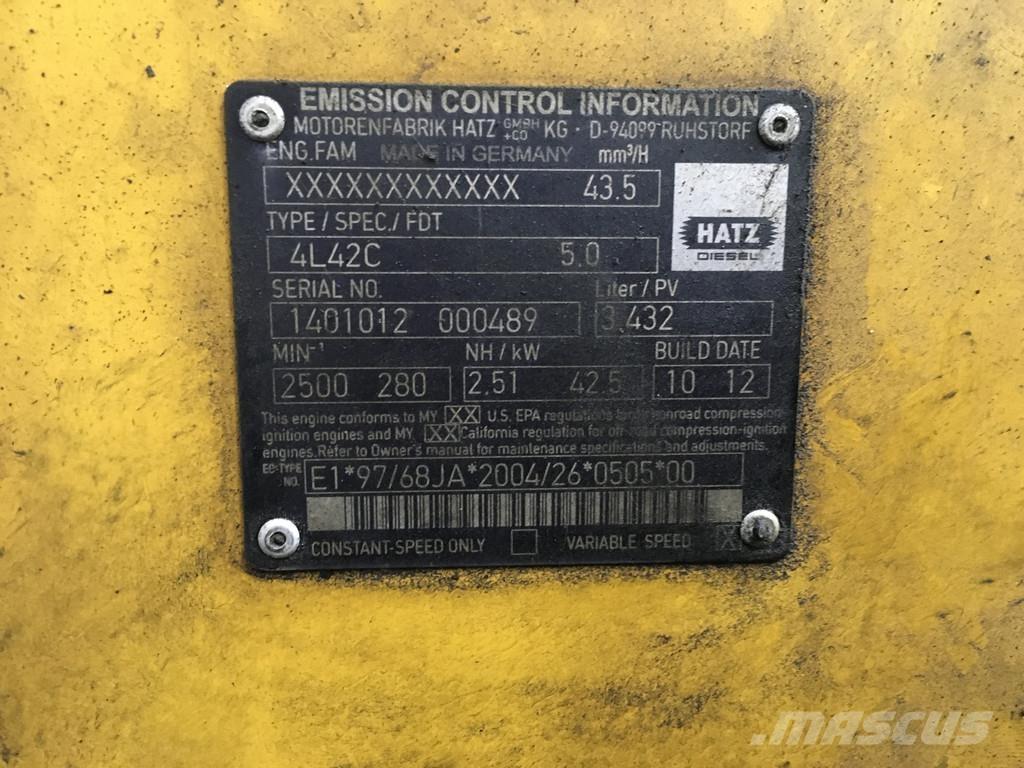 EMISSION CONTROL INFORMATION
MOTORENFABRIK HATZ GMBH +CO KG · D-94099 RUHSTORF
ENG.FAM MADE IN GERMANY mm³/H
XXXXXXXXXXXX 43.5
TYPE / SPEC./ FDT
HATZ
DIESEL
4L42C 5.0
SERIAL NO. Liter / PV
1401012 000489 3,432
MIN⁻¹ NH / kW BUILD DATE
2500 280 2,51 42.5 10 12
This engine conforms to MY XX U.S. EPA regulations for nonroad compression-
ignition engines and MY XX California regulation for off-road compression-ignition
engines. Refer to Owner's manual for maintenance specifications and adjustments.
EC-TYPE NO. E1*97/68JA*2004/26*0505*00
CONSTANT-SPEED ONLY VARIABLE SPEED X
MASCUS